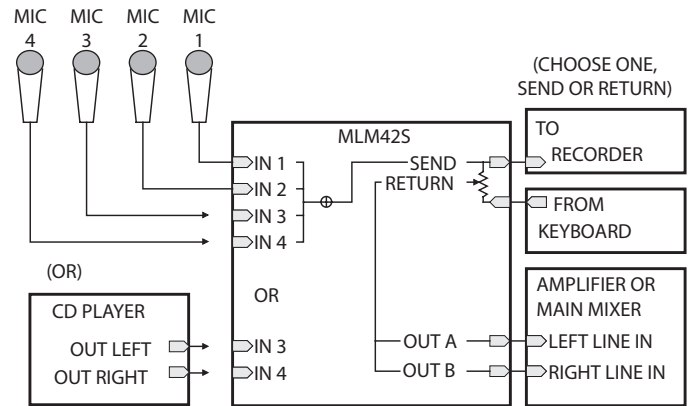 MIC MIC MIC MIC
4 3 2 1
(CHOOSE ONE,
SEND OR RETURN)
MLM42S
TO
RECORDER
IN 1
SEND
IN 2
RETURN
IN 3
FROM
KEYBOARD
IN 4
(OR)
OR
CD PLAYER
OUT LEFT
OUT RIGHT
IN 3
IN 4
OUT A
OUT B
AMPLIFIER OR
MAIN MIXER
LEFT LINE IN
RIGHT LINE IN